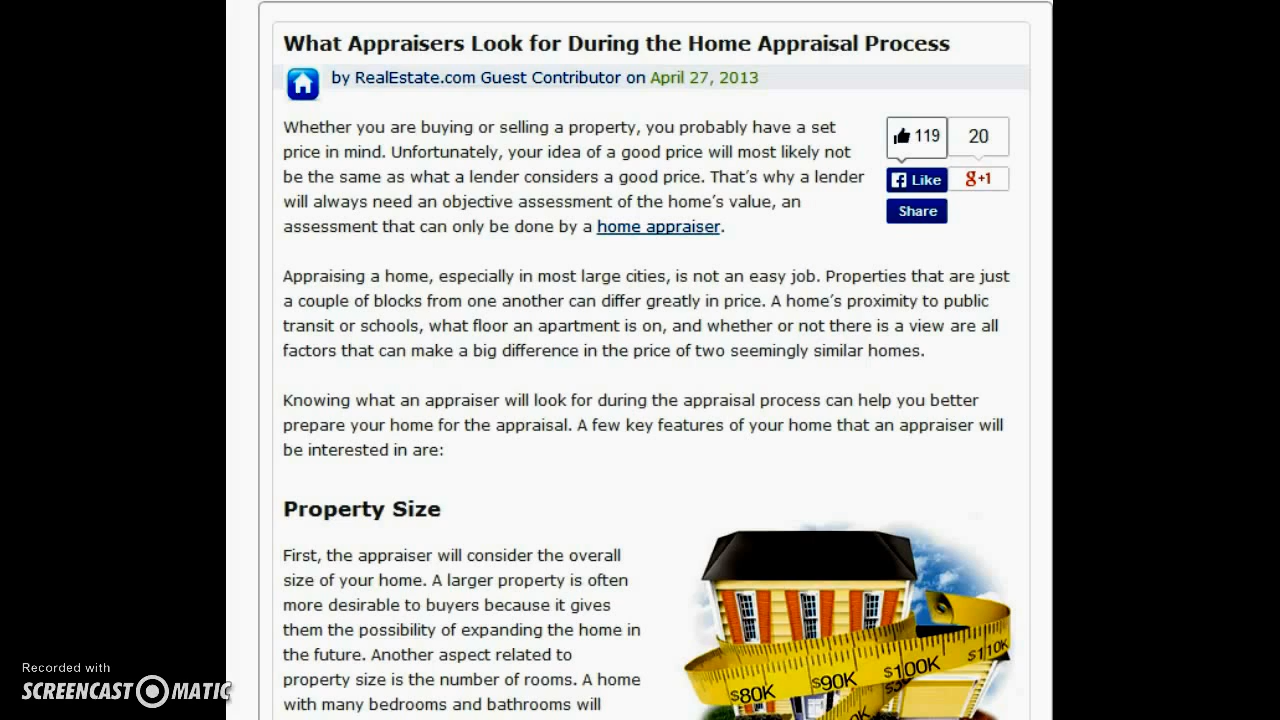 What Appraisers Look for During the Home Appraisal Process
by RealEstate.com Guest Contributor on April 27, 2013
Whether you are buying or selling a property, you probably have a set
price in mind. Unfortunately, your idea of a good price will most likely not
be the same as what a lender considers a good price. That's why a lender
will always need an objective assessment of the home's value, an
assessment that can only be done by a home appraiser.
119
20
Like
g+1
Share
Appraising a home, especially in most large cities, is not an easy job. Properties that are just
a couple of blocks from one another can differ greatly in price. A home's proximity to public
transit or schools, what floor an apartment is on, and whether or not there is a view are all
factors that can make a big difference in the price of two seemingly similar homes.
Knowing what an appraiser will look for during the appraisal process can help you better
prepare your home for the appraisal. A few key features of your home that an appraiser will
be interested in are:
Property Size
First, the appraiser will consider the overall
size of your home. A larger property is often
more desirable to buyers because it gives
them the possibility of expanding the home in
the future. Another aspect related to
property size is the number of rooms. A home
with many bedrooms and bathrooms will
$80K $90K $100K $110K
Recorded with
SCREENCAST MATIC